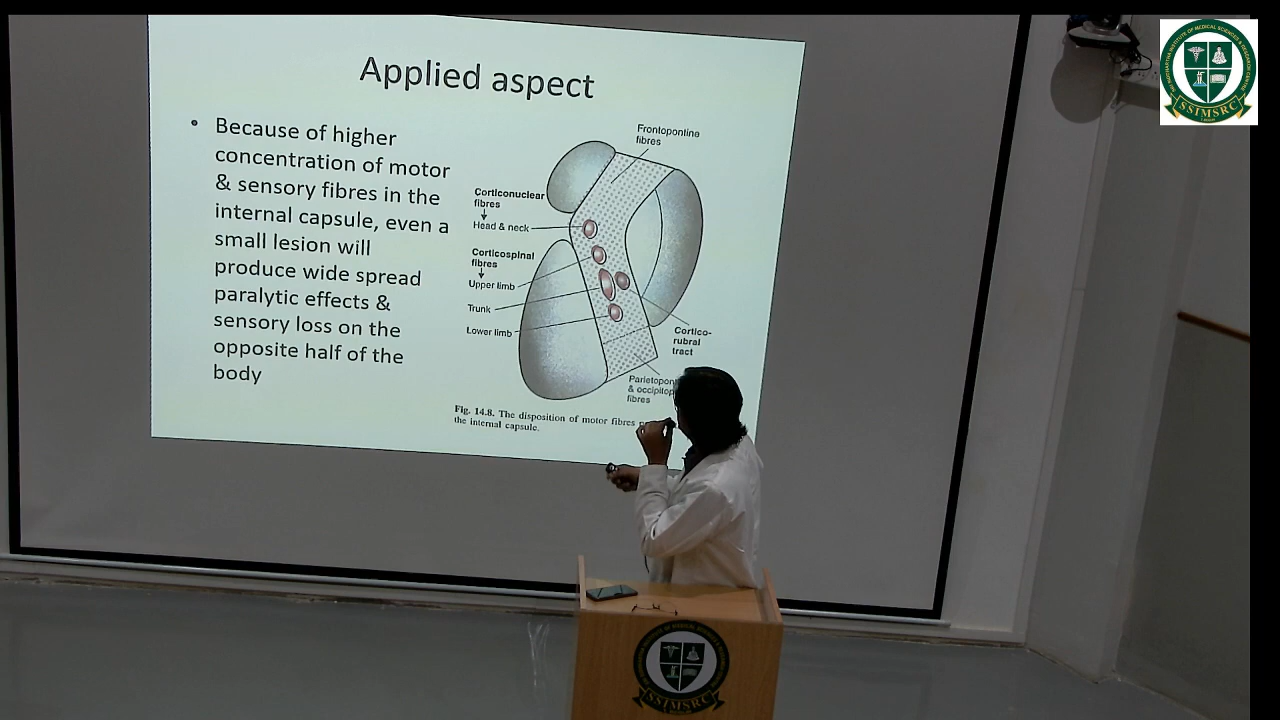 Applied aspect
• Because of higher
concentration of motor
& sensory fibres in the
internal capsule, even a
small lesion will
produce wide spread
paralytic effects &
sensory loss on the
opposite half of the
body
Frontopontine
fibres
Corticonuclear
fibres
Head & neck
Corticospinal
fibres
Upper limb
Trunk
Lower limb
Cortico-
rubral
tract
& occipitop
fibres
Fig. 14.8. The disposition of motor fibres
the internal capsule.
SSIMSRC
SSIMSRC